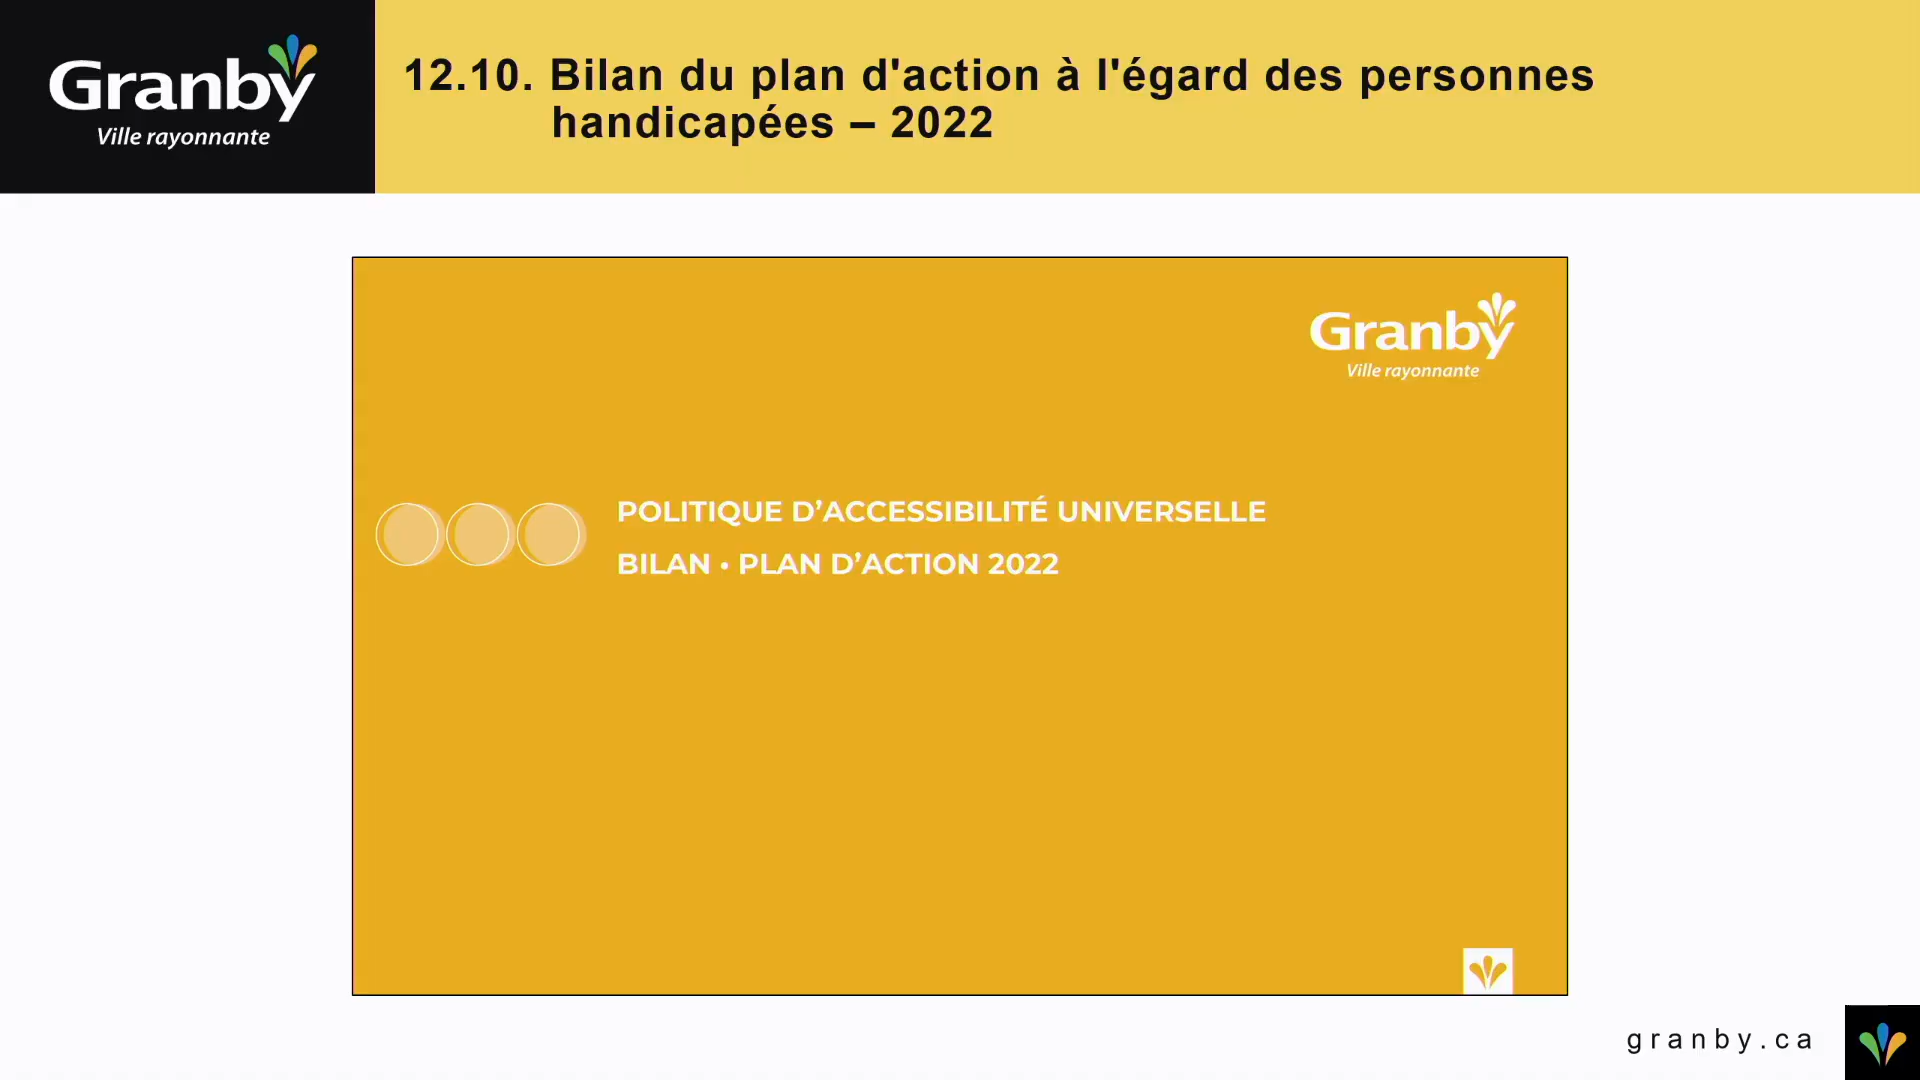 Granby
Ville rayonnante
12.10. Bilan du plan d'action à l'égard des personnes
handicapées – 2022
Granby
Ville rayonnante
POLITIQUE D’ACCESSIBILITÉ UNIVERSELLE
BILAN • PLAN D’ACTION 2022
granby.ca